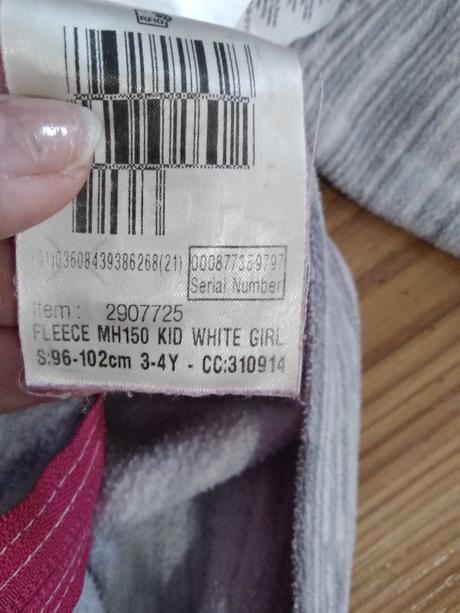 RFID
(01)03608439386268(21)
000877359797
Serial Number
Item: 2907725
FLEECE MH150 KID WHITE GIRL
S:96-102cm 3-4Y - CC:310914